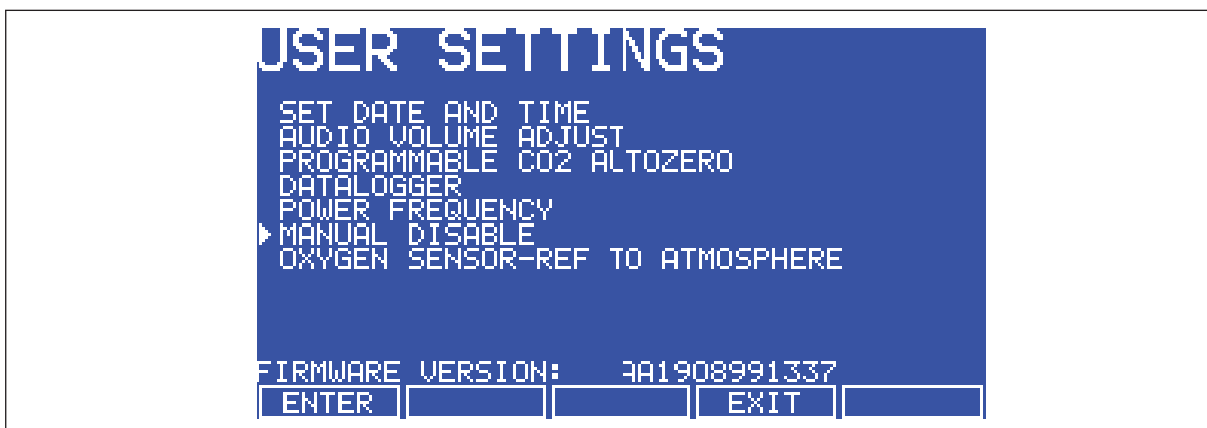 USER SETTINGS
SET DATE AND TIME
AUDIO VOLUME ADJUST
PROGRAMMABLE CO2 ALTOZERO
DATALOGGER
POWER FREQUENCY
MANUAL DISABLE
OXYGEN SENSOR-REF TO ATMOSPHERE
FIRMWARE VERSION: AA1908991337
ENTER EXIT